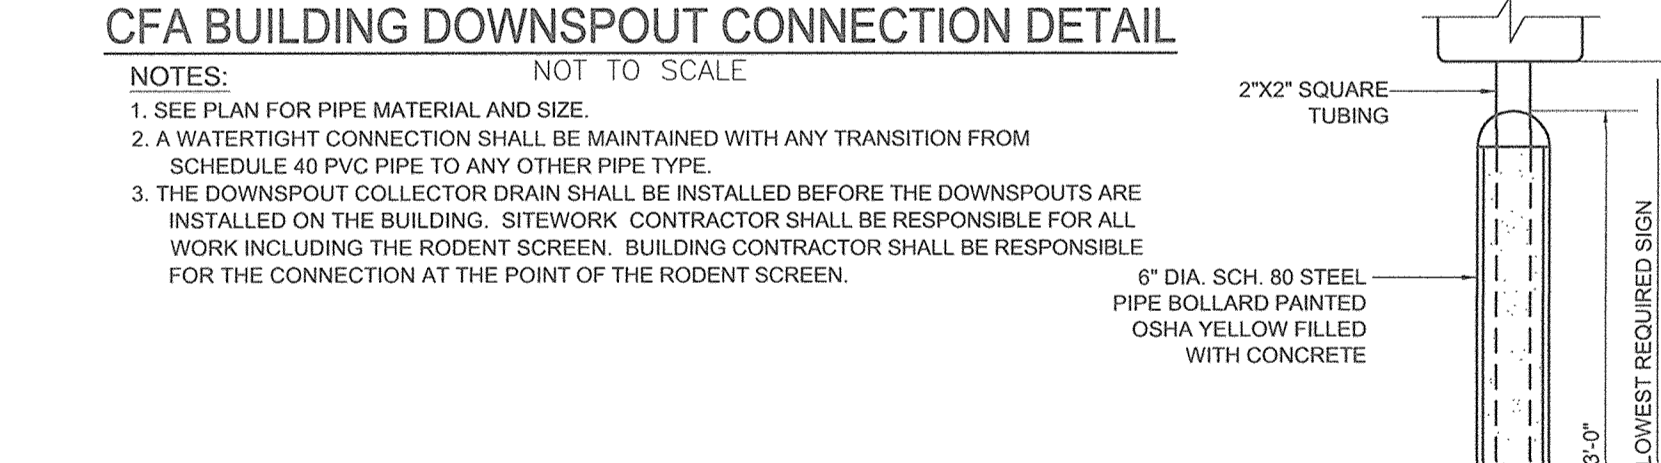 CFA BUILDING DOWNSPOUT CONNECTION DETAIL
NOT TO SCALE
NOTES:
1. SEE PLAN FOR PIPE MATERIAL AND SIZE.
2. A WATERTIGHT CONNECTION SHALL BE MAINTAINED WITH ANY TRANSITION FROM
SCHEDULE 40 PVC PIPE TO ANY OTHER PIPE TYPE.
3. THE DOWNSPOUT COLLECTOR DRAIN SHALL BE INSTALLED BEFORE THE DOWNSPOUTS ARE
INSTALLED ON THE BUILDING. SITEWORK CONTRACTOR SHALL BE RESPONSIBLE FOR ALL
WORK INCLUDING THE RODENT SCREEN. BUILDING CONTRACTOR SHALL BE RESPONSIBLE
FOR THE CONNECTION AT THE POINT OF THE RODENT SCREEN.
2"X2" SQUARE
TUBING
6" DIA. SCH. 80 STEEL
PIPE BOLLARD PAINTED
OSHA YELLOW FILLED
WITH CONCRETE
3'-0"
LOWEST REQUIRED SIGN